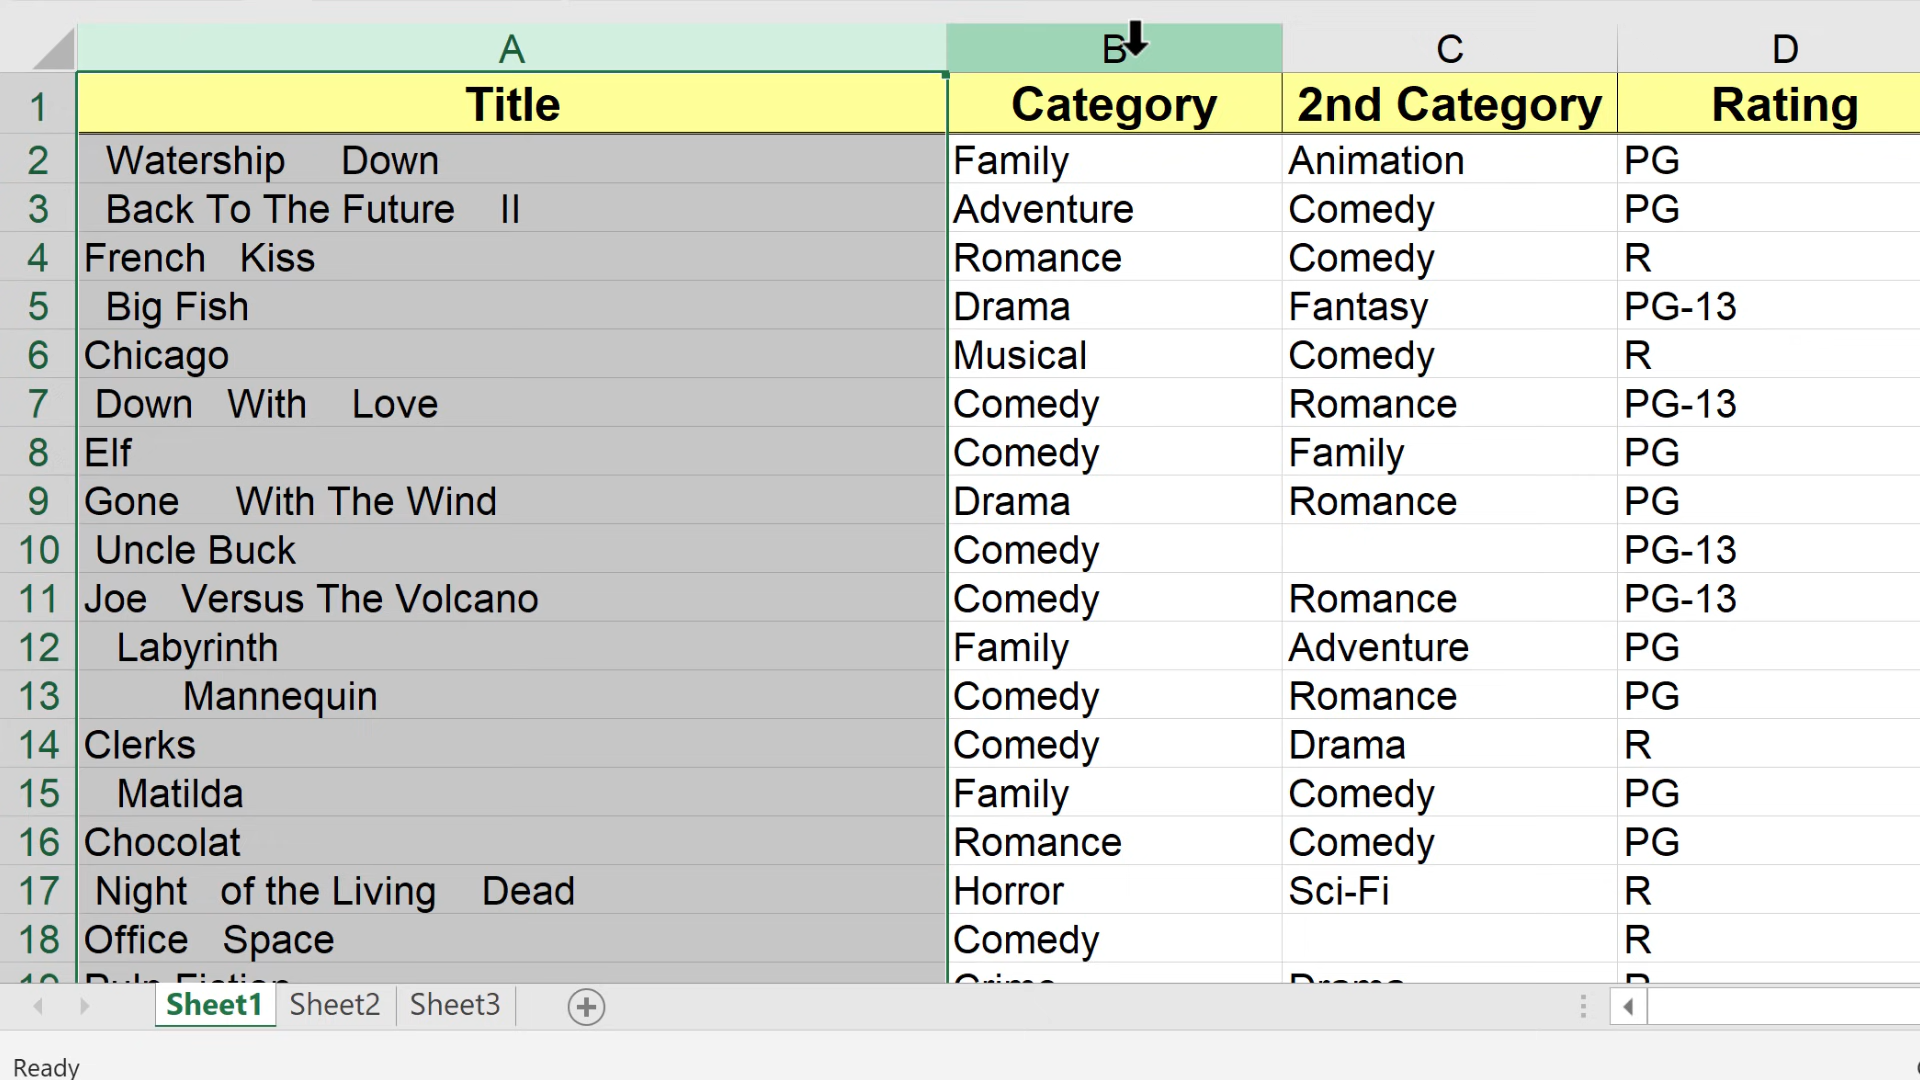 A B C D
1 Title Category 2nd Category Rating
2 Watership Down Family Animation PG
3 Back To The Future II Adventure Comedy PG
4 French Kiss Romance Comedy R
5 Big Fish Drama Fantasy PG-13
6 Chicago Musical Comedy R
7 Down With Love Comedy Romance PG-13
8 Elf Comedy Family PG
9 Gone With The Wind Drama Romance PG
10 Uncle Buck Comedy PG-13
11 Joe Versus The Volcano Comedy Romance PG-13
12 Labyrinth Family Adventure PG
13 Mannequin Comedy Romance PG
14 Clerks Comedy Drama R
15 Matilda Family Comedy PG
16 Chocolat Romance Comedy PG
17 Night of the Living Dead Horror Sci-Fi R
18 Office Space Comedy R
19 Pulp Fiction Crime Drama R
Sheet1 Sheet2 Sheet3
Ready